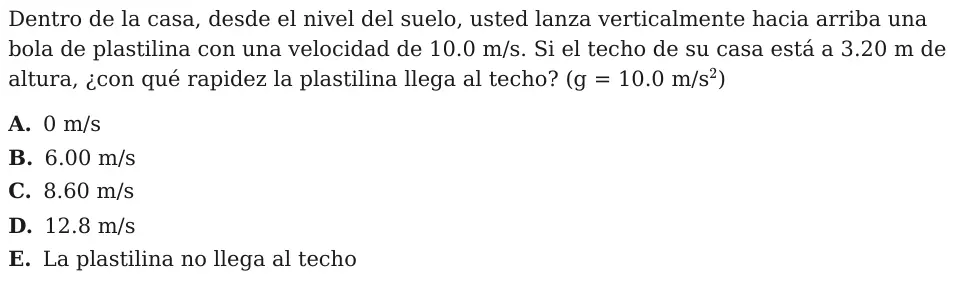 Dentro de la casa, desde el nivel del suelo, usted lanza verticalmente hacia arriba una
bola de plastilina con una velocidad de 10.0 m/s. Si el techo de su casa está a 3.20 m de
altura, ¿con qué rapidez la plastilina llega al techo? (g = 10.0 m/s²)
A. 0 m/s
B. 6.00 m/s
C. 8.60 m/s
D. 12.8 m/s
E. La plastilina no llega al techo